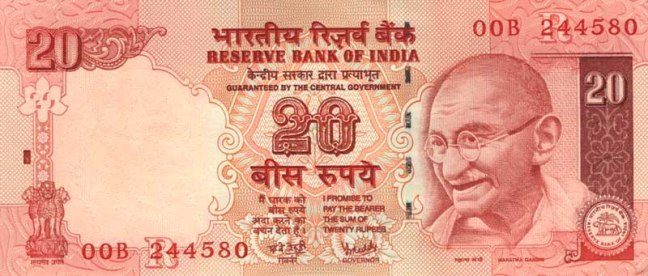 20
भारतीय रिज़र्व बैंक
00B 244580
RESERVE BANK OF INDIA
केन्द्रीय सरकार द्वारा प्रत्याभूत
GUARANTEED BY THE CENTRAL GOVERNMENT
20
20
बीस रुपये
मैं धारक को
बीस रुपये
अदा करने का
वचन देता हूँ।
I PROMISE TO
PAY THE BEARER
THE SUM OF
TWENTY RUPEES
00B 244580
गवर्नर
GOVERNOR
महात्मा गांधी
MAHATMA GANDHI
सत्यमेव जयते